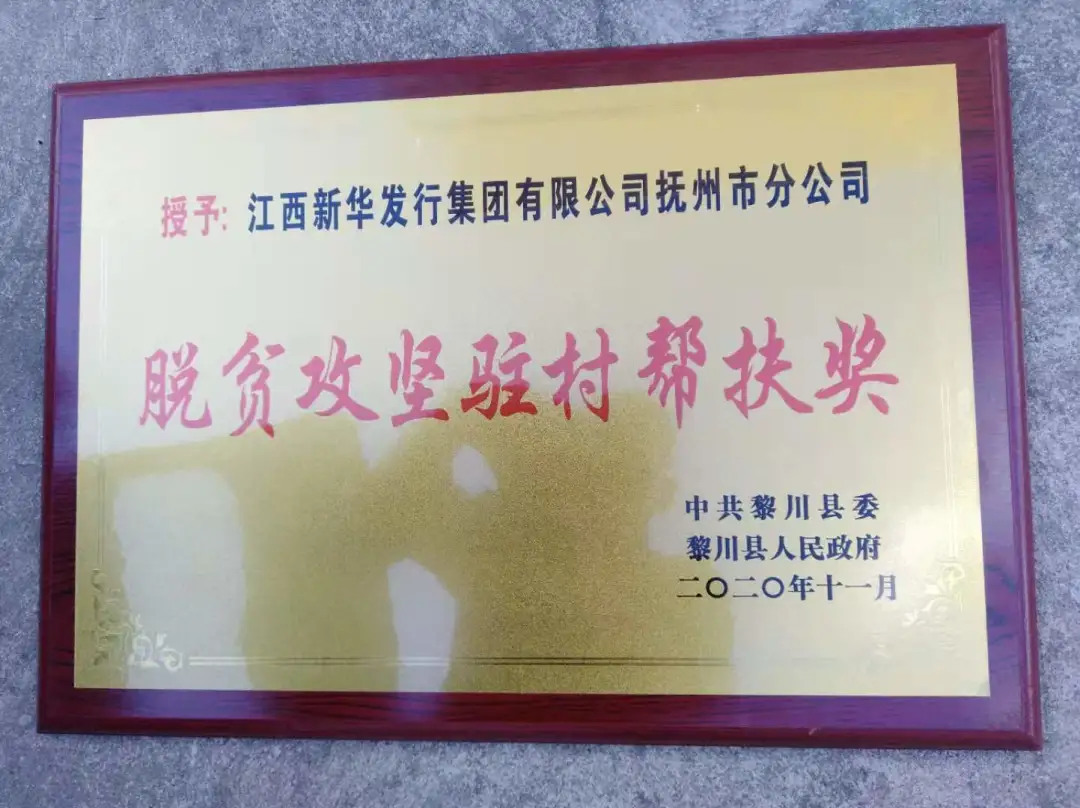 授予: 江西新华发行集团有限公司抚州市分公司
脱贫攻坚驻村帮扶奖
中共黎川县委
黎川县人民政府
二〇二〇年十一月